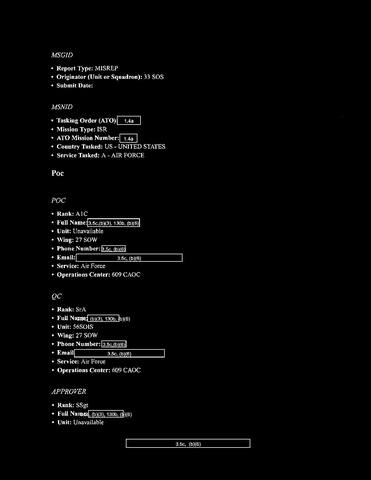 MSGID
• Report Type: MISREP
• Originator (Unit or Squadron): 33 SOS
• Submit Date:
MSNID
• Tasking Order (ATO) 1.4a
• Mission Type: ISR
• ATO Mission Number: 1.4a
• Country Tasked: US - UNITED STATES
• Service Tasked: A - AIR FORCE
Poc
POC
• Rank: A1C
• Full Name: 3.5c, (b)(3), 130b, (b)(6)
• Unit: Unavailable
• Wing: 27 SOW
• Phone Number: 3.5c, (b)(6)
• Email: 3.5c, (b)(6)
• Service: Air Force
• Operations Center: 609 CAOC
QC
• Rank: SrA
• Full Name: (b)(3), 130b, (b)(6)
• Unit: 56SOIS
• Wing: 27 SOW
• Phone Number: 3.5c, (b)(6)
• Email 3.5c, (b)(6)
• Service: Air Force
• Operations Center: 609 CAOC
APPROVER
• Rank: SSgt
• Full Name (b)(3), 130b, (b)(6)
• Unit: Unavailable
3.5c, (b)(6)